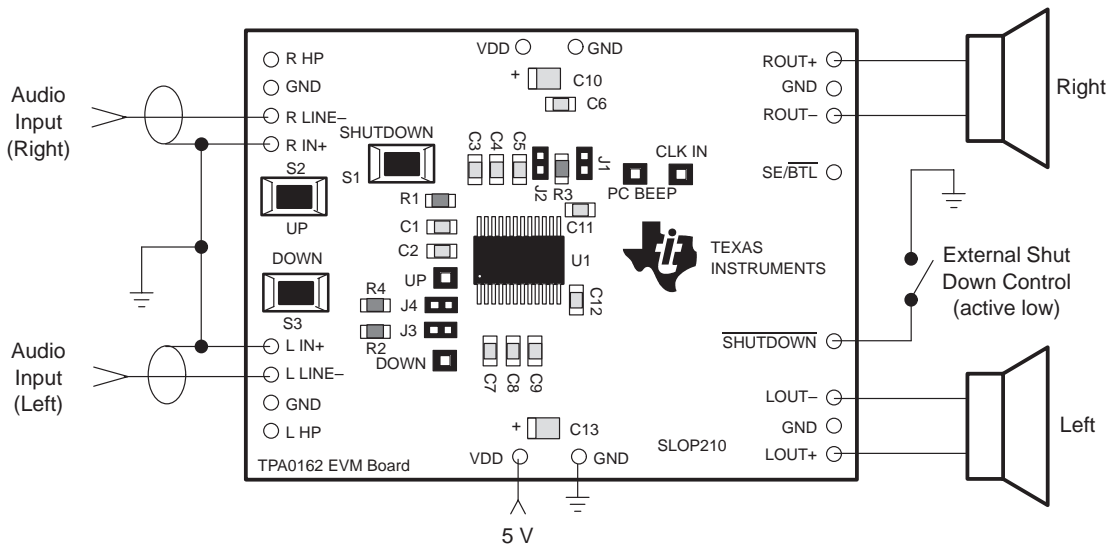 VDD
GND
R HP
GND
R LINE–
R IN+
Audio
Input
(Right)
S2
UP
SHUTDOWN
S1
C10
C6
C3
C4
C5
J2
R3
J1
PC BEEP
CLK IN
ROUT+
GND
ROUT–
SE/BTL
Right
R1
C1
C2
C11
U1
TEXAS
INSTRUMENTS
External Shut
Down Control
(active low)
DOWN
S3
UP
R4
J4
J3
R2
DOWN
C12
SHUTDOWN
Audio
Input
(Left)
L IN+
L LINE–
GND
L HP
C7
C8
C9
C13
LOUT–
GND
LOUT+
Left
TPA0162 EVM Board
VDD
GND
SLOP210
5 V